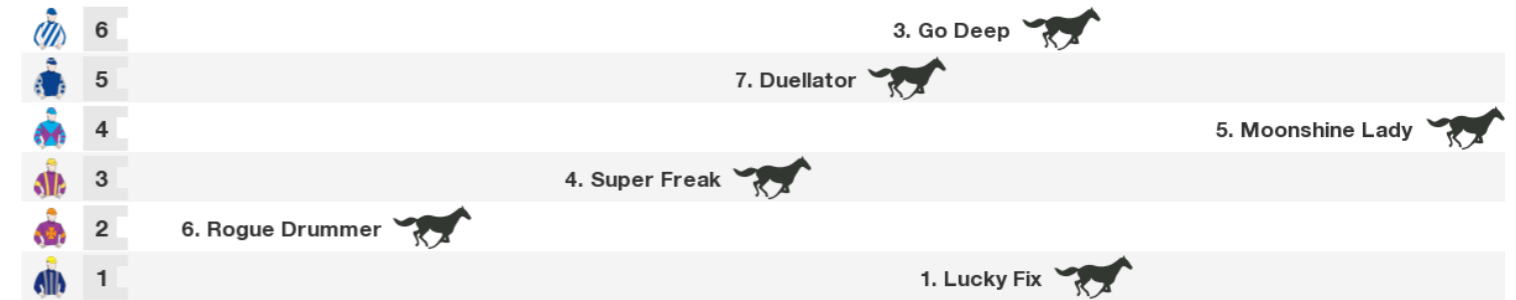 6 3. Go Deep
5 7. Duellator
4 5. Moonshine Lady
3 4. Super Freak
2 6. Rogue Drummer
1 1. Lucky Fix